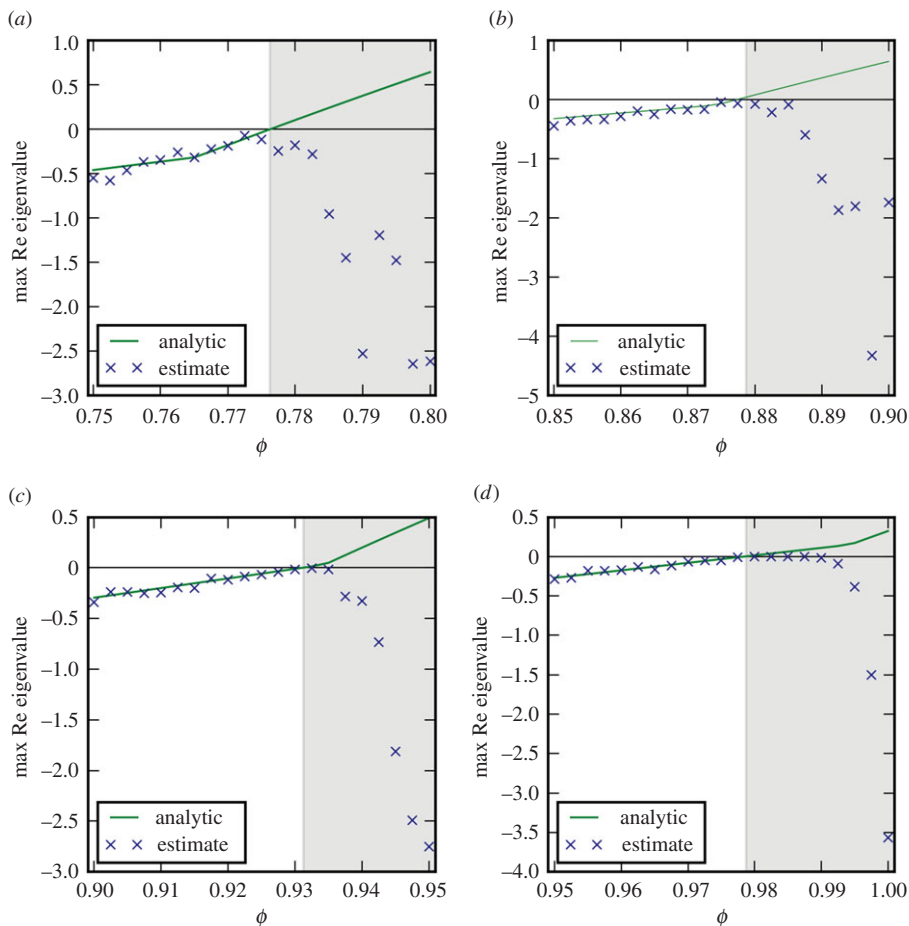 (a)
1.0
0.5
0
–0.5
–1.0
–1.5
–2.0
–2.5
–3.0
max Re eigenvalue
analytic
× × estimate
0.75 0.76 0.77 0.78 0.79 0.80
ϕ
(b)
1
0
–1
–2
–3
–4
–5
max Re eigenvalue
analytic
× × estimate
0.85 0.86 0.87 0.88 0.89 0.90
ϕ
(c)
0.5
0
–0.5
–1.0
–1.5
–2.0
–2.5
–3.0
max Re eigenvalue
analytic
× × estimate
0.90 0.91 0.92 0.93 0.94 0.95
ϕ
(d)
0.5
0
–0.5
–1.0
–1.5
–2.0
–2.5
–3.0
–3.5
–4.0
max Re eigenvalue
analytic
× × estimate
0.95 0.96 0.97 0.98 0.99 1.00
ϕ